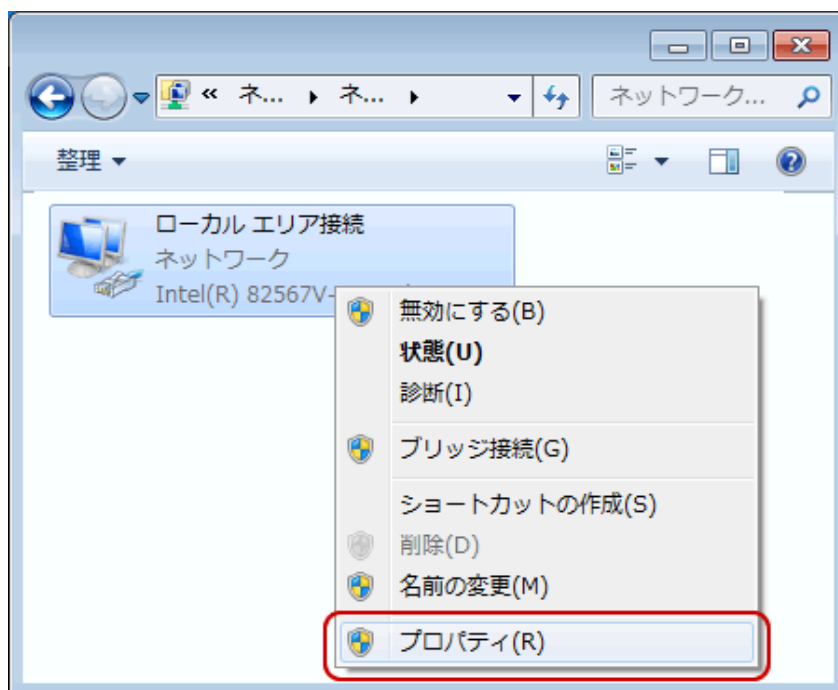 « ネ... ネ... ネットワーク...
整理
ローカル エリア接続
ネットワーク
Intel(R) 82567V-
無効にする(B)
状態(U)
診断(I)
ブリッジ接続(G)
ショートカットの作成(S)
削除(D)
名前の変更(M)
プロパティ(R)